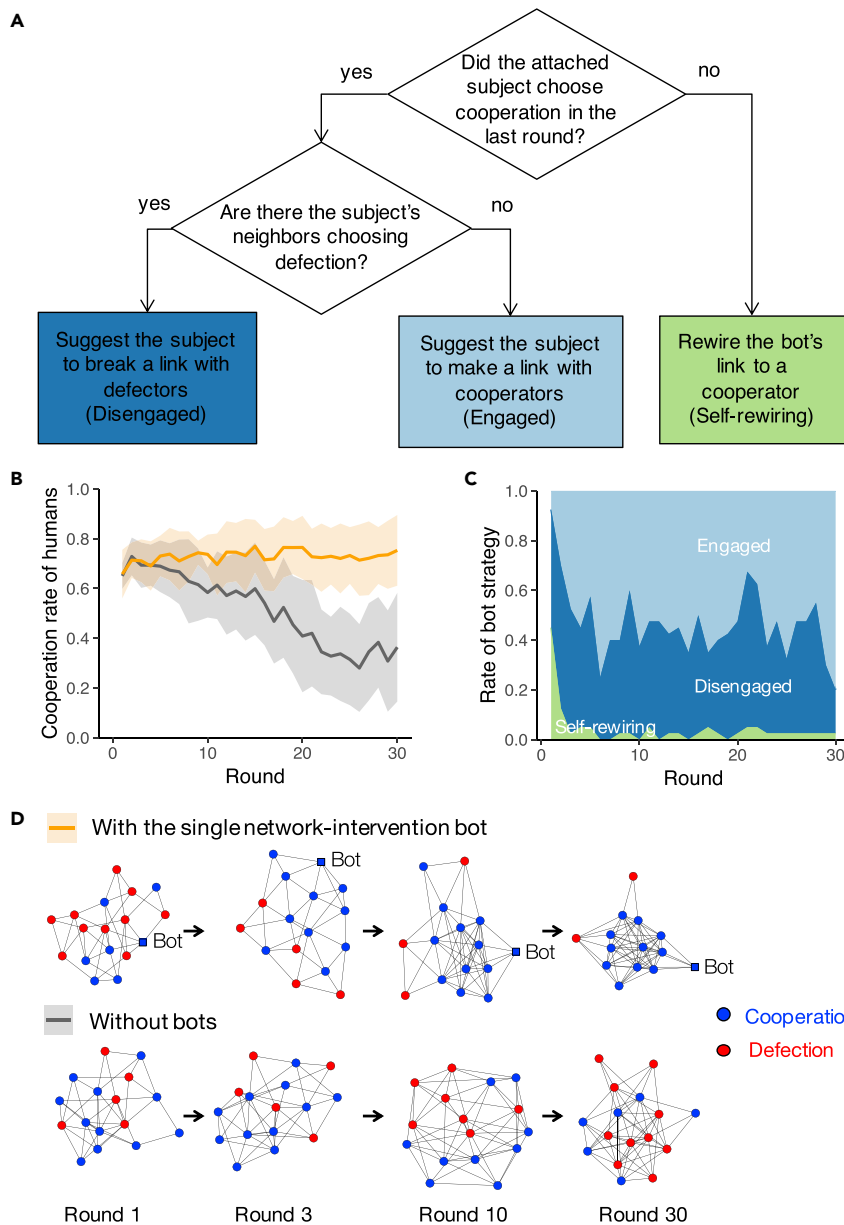 A
Did the attached
subject choose
cooperation in the
last round?
yes
no
Are there the subject's
neighbors choosing
defection?
yes
no
Suggest the subject
to break a link with
defectors
(Disengaged)
Suggest the subject
to make a link with
cooperators
(Engaged)
Rewire the bot's
link to a
cooperator
(Self-rewiring)
B
Cooperation rate of humans
1.0
0.8
0.6
0.4
0.2
0.0
0
10
20
30
Round
C
Rate of bot strategy
1.0
0.8
0.6
0.4
0.2
0.0
Engaged
Disengaged
Self-rewiring
0
10
20
30
Round
D
With the single network-intervention bot
Bot
Bot
Bot
Bot
Without bots
Cooperatio
Defection
Round 1
Round 3
Round 10
Round 30